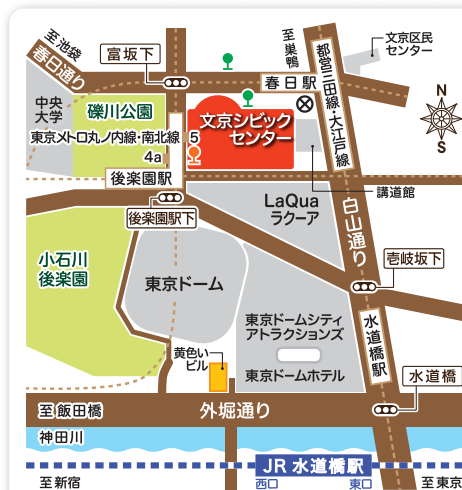 至池袋
春日通り
富坂下
至巣鴨
都営三田線・大江戸線
文京区民
センター
春日駅
中央
大学
礫川公園
文京シビック
センター
N
S
東京メトロ丸ノ内線・南北線
5
4a
後楽園駅
講道館
LaQua
ラクーア
白山通り
後楽園駅下
小石川
後楽園
東京ドーム
壱岐坂下
東京ドームシティ
アトラクションズ
水道橋駅
黄色い
ビル
東京ドームホテル
水道橋
至飯田橋
外堀通り
神田川
JR 水道橋駅
至新宿
西口
東口
至東京